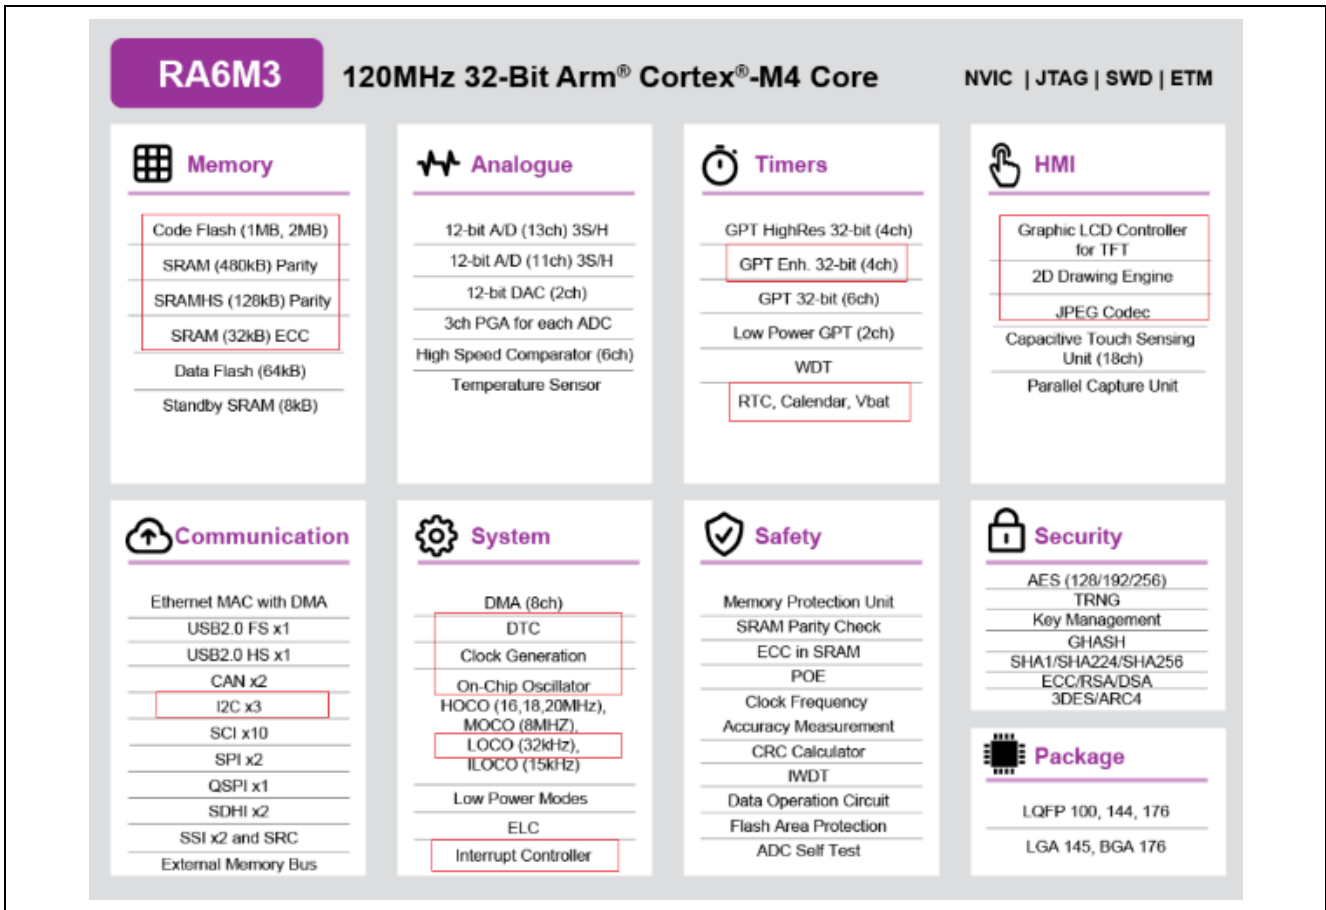 RA6M3
120MHz 32-Bit Arm® Cortex®-M4 Core
NVIC | JTAG | SWD | ETM
Memory
Code Flash (1MB, 2MB)
SRAM (480kB) Parity
SRAMHS (128kB) Parity
SRAM (32kB) ECC
Data Flash (64kB)
Standby SRAM (8kB)
Analogue
12-bit A/D (13ch) 3S/H
12-bit A/D (11ch) 3S/H
12-bit DAC (2ch)
3ch PGA for each ADC
High Speed Comparator (6ch)
Temperature Sensor
Timers
GPT HighRes 32-bit (4ch)
GPT Enh. 32-bit (4ch)
GPT 32-bit (6ch)
Low Power GPT (2ch)
WDT
RTC, Calendar, Vbat
HMI
Graphic LCD Controller
for TFT
2D Drawing Engine
JPEG Codec
Capacitive Touch Sensing
Unit (18ch)
Parallel Capture Unit
Communication
Ethernet MAC with DMA
USB2.0 FS x1
USB2.0 HS x1
CAN x2
I2C x3
SCI x10
SPI x2
QSPI x1
SDHI x2
SSI x2 and SRC
External Memory Bus
System
DMA (8ch)
DTC
Clock Generation
On-Chip Oscillator
HOCO (16,18,20MHz),
MOCO (8MHZ),
LOCO (32kHz),
ILOCO (15kHz)
Low Power Modes
ELC
Interrupt Controller
Safety
Memory Protection Unit
SRAM Parity Check
ECC in SRAM
POE
Clock Frequency
Accuracy Measurement
CRC Calculator
IWDT
Data Operation Circuit
Flash Area Protection
ADC Self Test
Security
AES (128/192/256)
TRNG
Key Management
GHASH
SHA1/SHA224/SHA256
ECC/RSA/DSA
3DES/ARC4
Package
LQFP 100, 144, 176
LGA 145, BGA 176